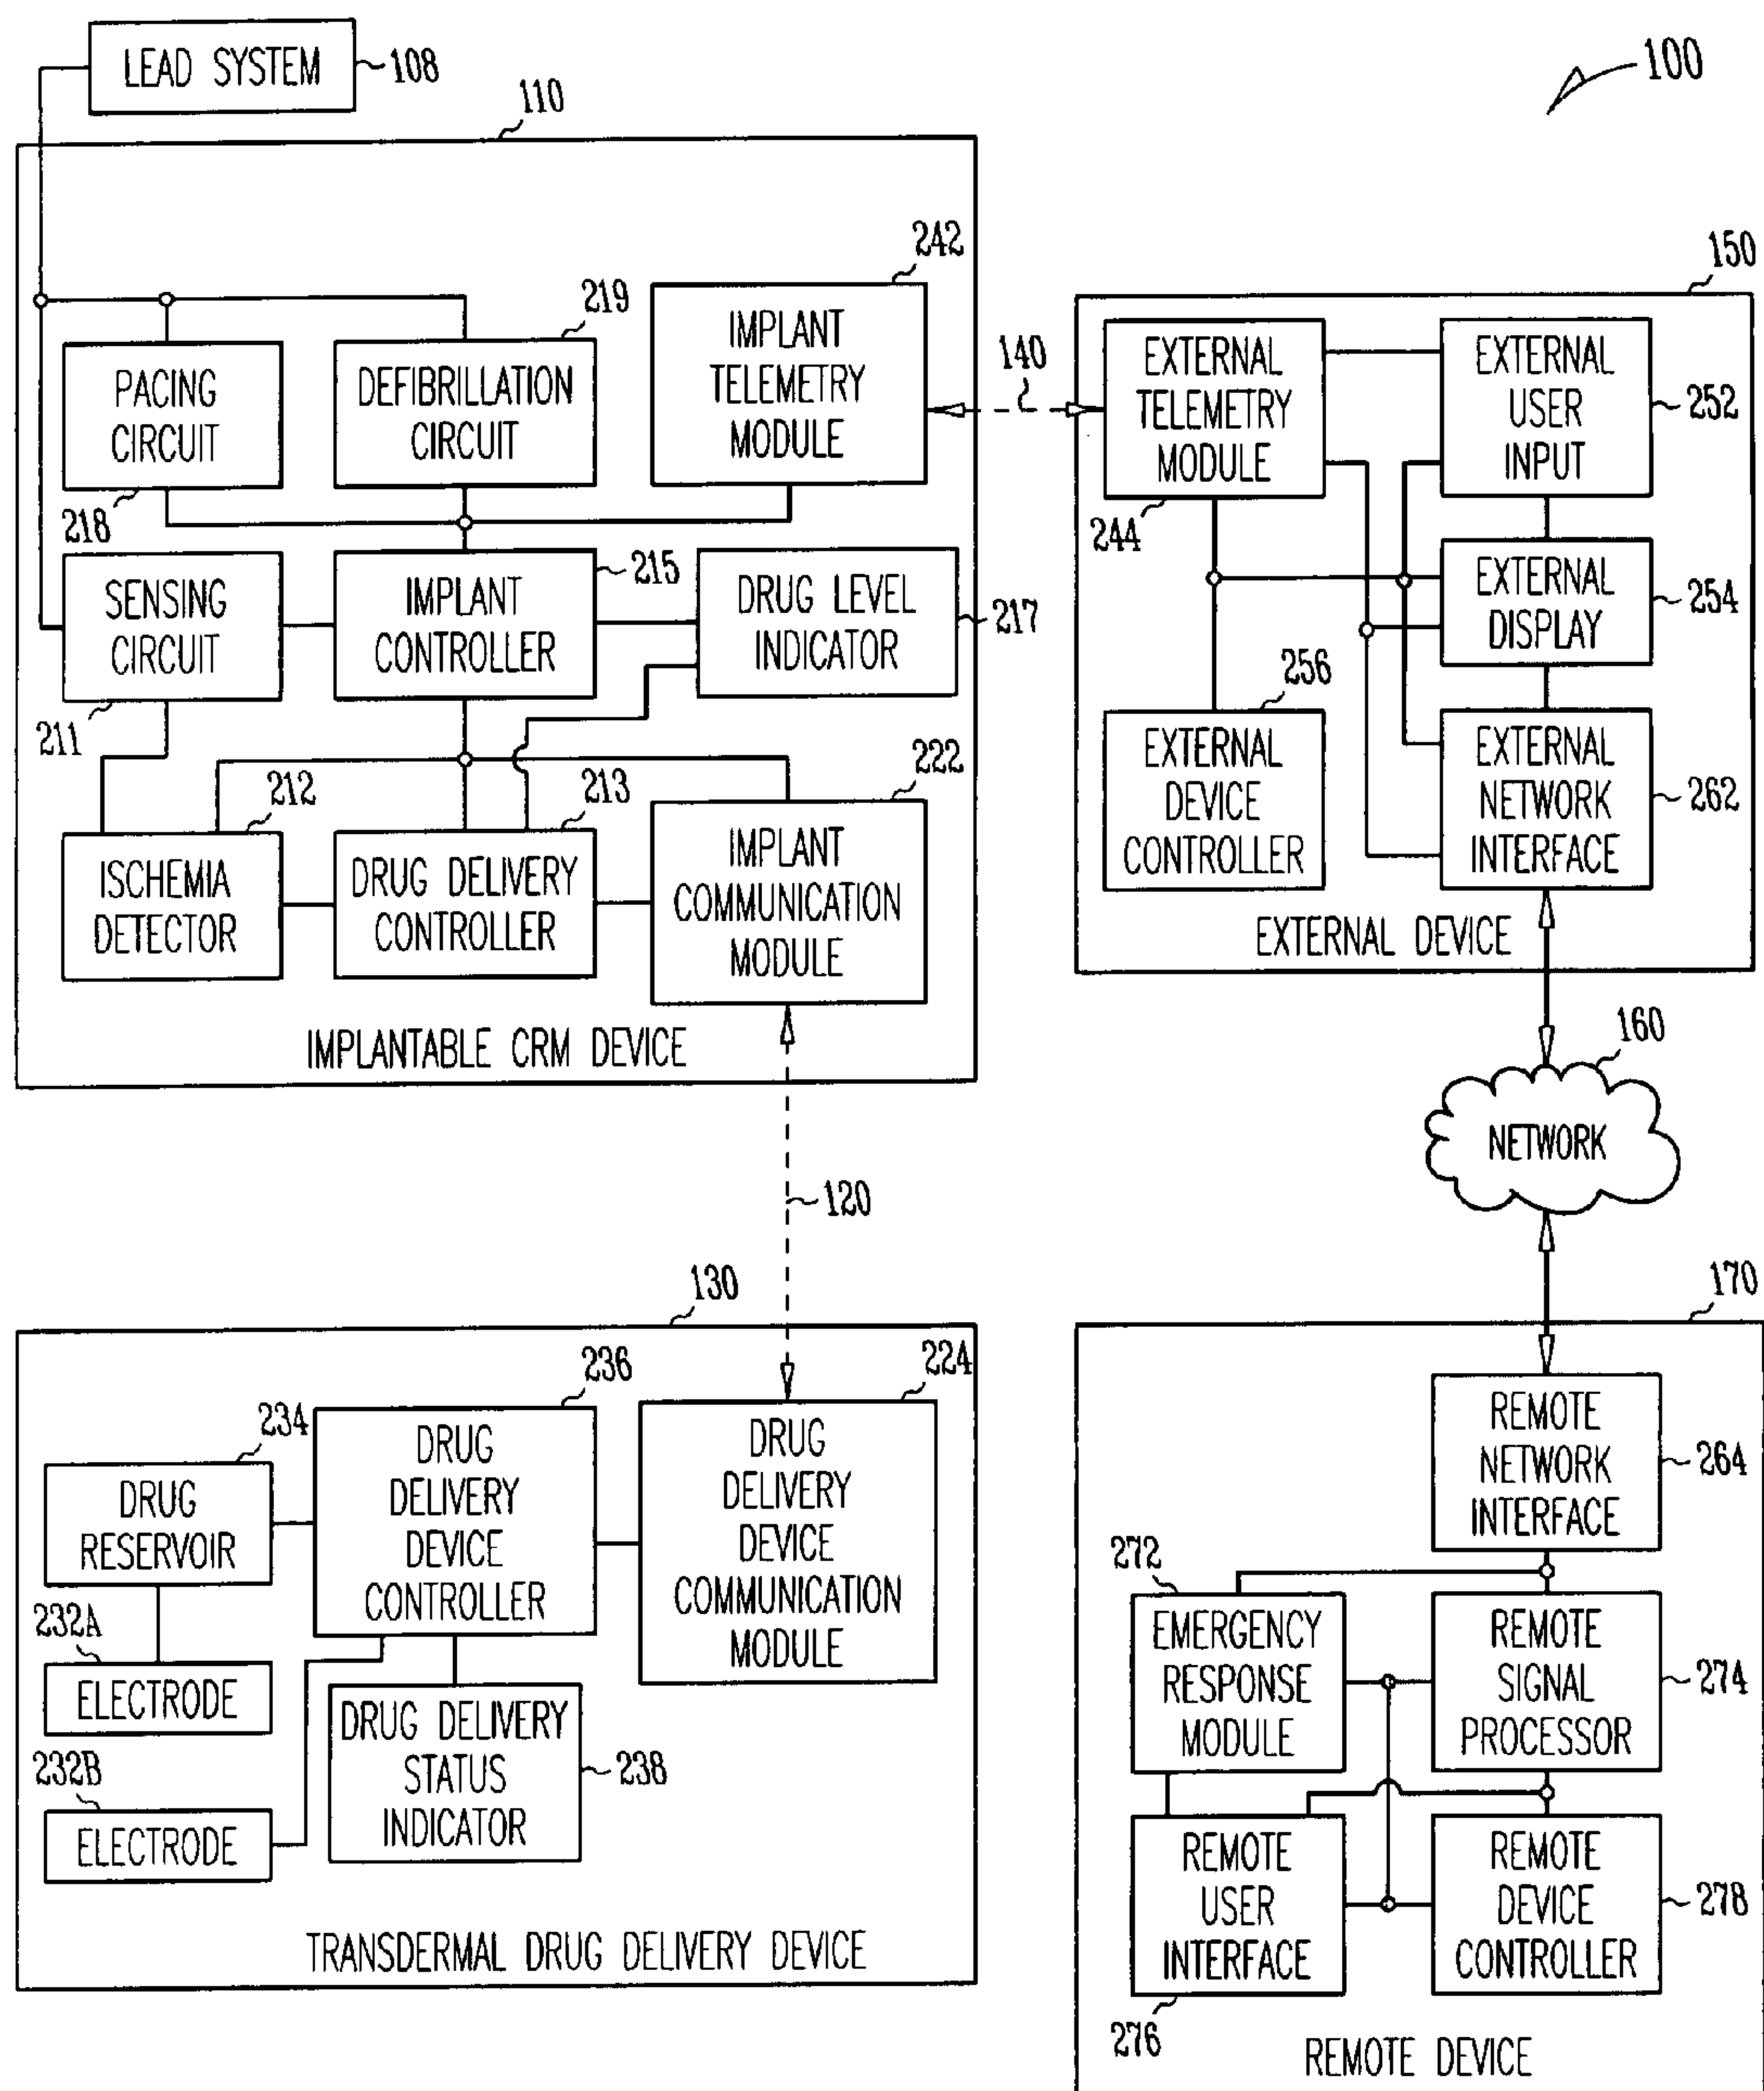 LEAD SYSTEM
108
100
110
242
IMPLANT
TELEMETRY
MODULE
219
PACING
CIRCUIT
218
DEFIBRILLATION
CIRCUIT
SENSING
CIRCUIT
211
IMPLANT
CONTROLLER
215
DRUG LEVEL
INDICATOR
217
212
ISCHEMIA
DETECTOR
213
DRUG DELIVERY
CONTROLLER
222
IMPLANT
COMMUNICATION
MODULE
IMPLANTABLE CRM DEVICE
140
150
EXTERNAL
TELEMETRY
MODULE
244
EXTERNAL
USER
INPUT
252
EXTERNAL
DISPLAY
254
256
EXTERNAL
DEVICE
CONTROLLER
EXTERNAL
NETWORK
INTERFACE
262
EXTERNAL DEVICE
160
NETWORK
120
130
234
DRUG
RESERVOIR
236
DRUG
DELIVERY
DEVICE
CONTROLLER
224
DRUG
DELIVERY
DEVICE
COMMUNICATION
MODULE
232A
ELECTRODE
232B
ELECTRODE
DRUG DELIVERY
STATUS
INDICATOR
238
TRANSDERMAL DRUG DELIVERY DEVICE
170
REMOTE
NETWORK
INTERFACE
264
272
EMERGENCY
RESPONSE
MODULE
REMOTE
SIGNAL
PROCESSOR
274
REMOTE
USER
INTERFACE
276
REMOTE
DEVICE
CONTROLLER
278
REMOTE DEVICE